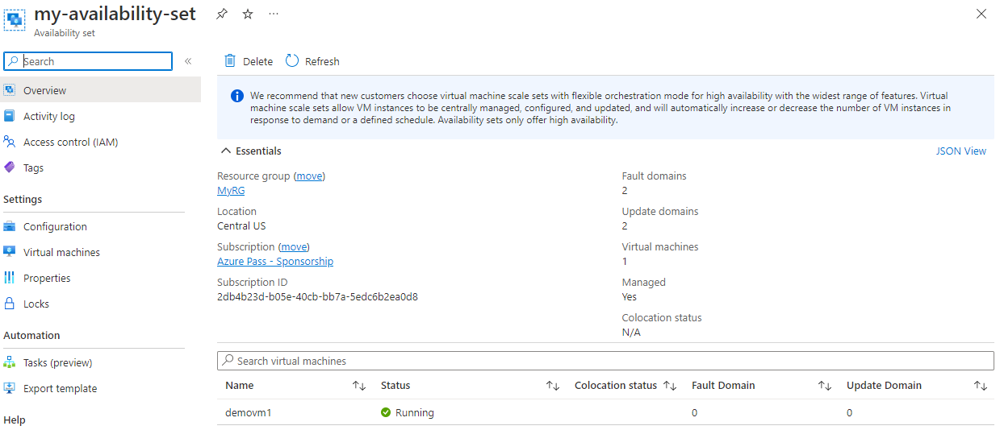 my-availability-set
Availability set
Search
Overview
Activity log
Access control (IAM)
Tags
Settings
Configuration
Virtual machines
Properties
Locks
Automation
Tasks (preview)
Export template
Help
Delete Refresh
We recommend that new customers choose virtual machine scale sets with flexible orchestration mode for high availability with the widest range of features. Virtual
machine scale sets allow VM instances to be centrally managed, configured, and updated, and will automatically increase or decrease the number of VM instances in
response to demand or a defined schedule. Availability sets only offer high availability.
Essentials JSON View
Resource group (move)
MyRG
Location
Central US
Subscription (move)
Azure Pass - Sponsorship
Subscription ID
2db4b23d-b05e-40cb-bb7a-5edc6b2ea0d8
Fault domains
2
Update domains
2
Virtual machines
1
Managed
Yes
Colocation status
N/A
Search virtual machines
Name Status Colocation status Fault Domain Update Domain
demovm1 Running 0 0